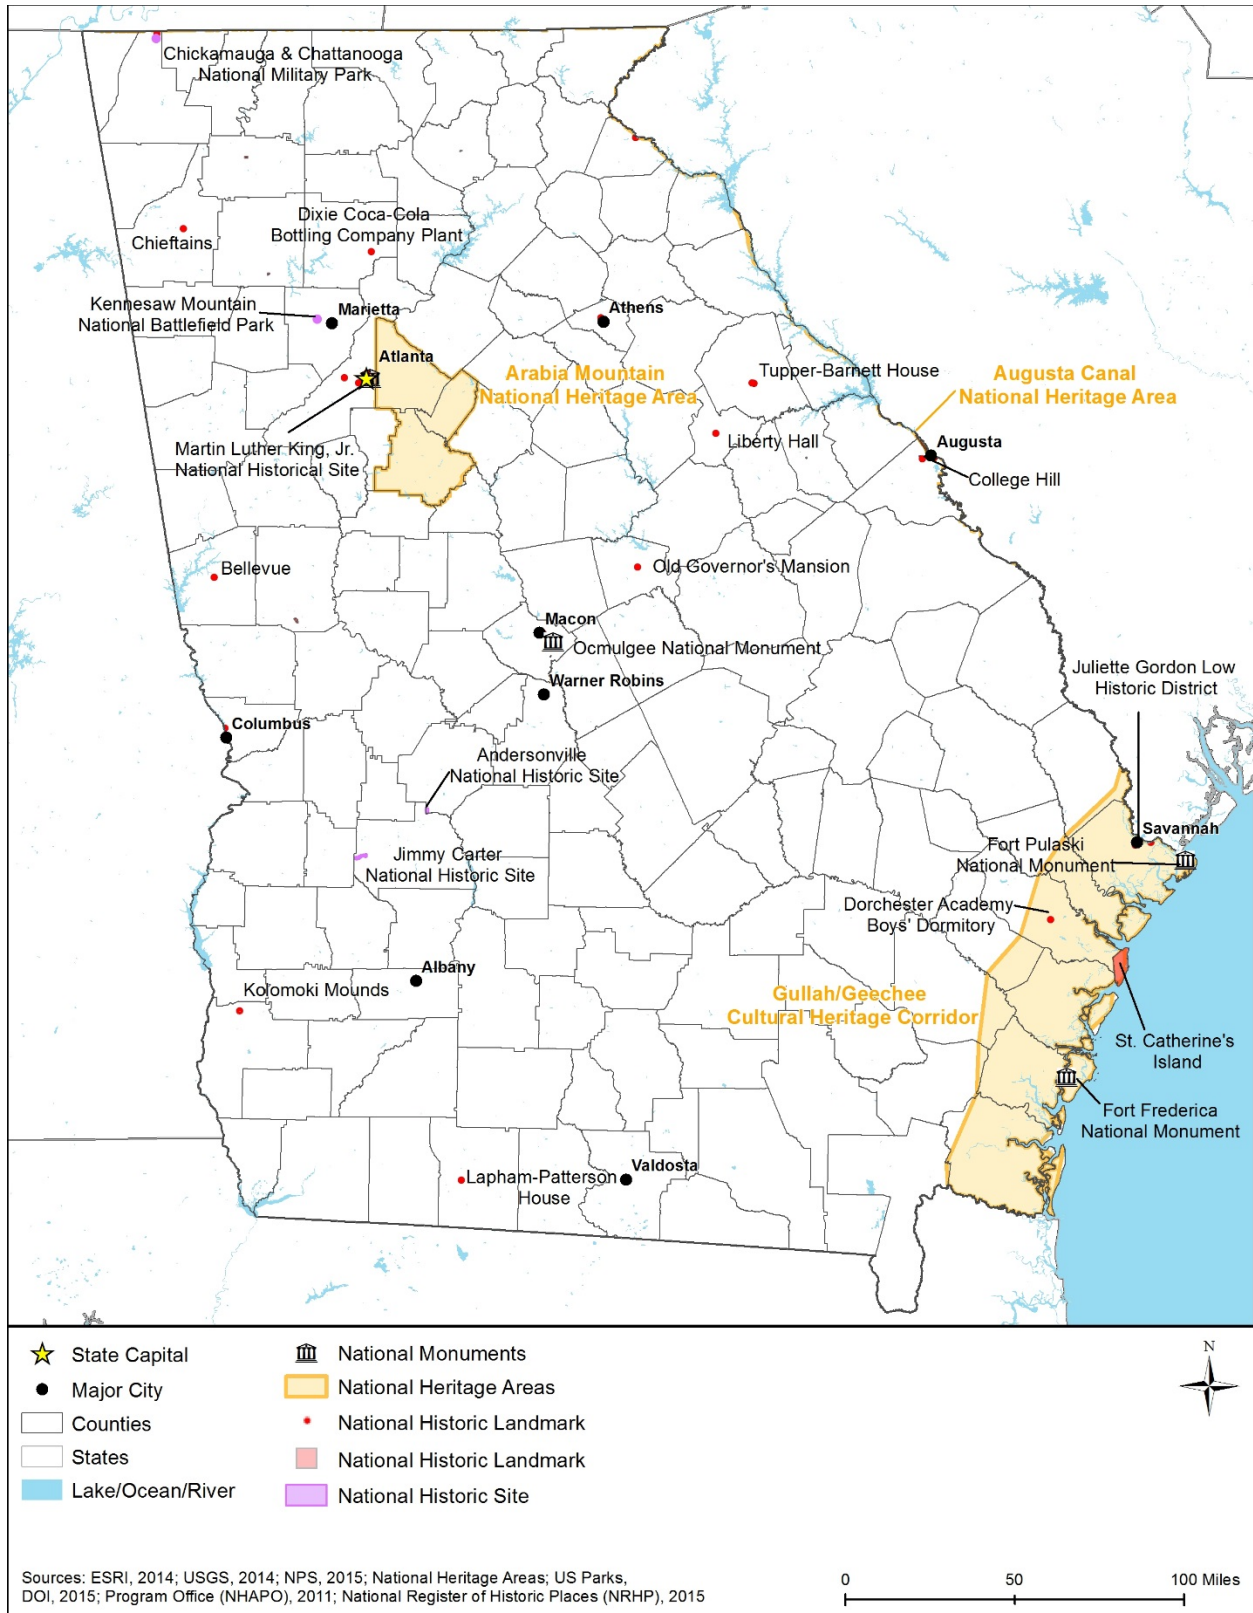 Chickamauga & Chattanooga
National Military Park
Dixie Coca-Cola
Bottling Company Plant
Chieftains
Kennesaw Mountain
National Battlefield Park
Marietta
Athens
Atlanta
Arabia Mountain
National Heritage Area
Tupper-Barnett House
Augusta Canal
National Heritage Area
Martin Luther King, Jr.
National Historical Site
Liberty Hall
Augusta
College Hill
Bellevue
Old Governor's Mansion
Macon
Ocmulgee National Monument
Warner Robins
Juliette Gordon Low
Historic District
Columbus
Andersonville
National Historic Site
Savannah
Fort Pulaski
National Monument
Jimmy Carter
National Historic Site
Dorchester Academy
Boys' Dormitory
Albany
Kolomoki Mounds
Gullah/Geechee
Cultural Heritage Corridor
St. Catherine's
Island
Fort Frederica
National Monument
Valdosta
Lapham-Patterson
House
State Capital
Major City
Counties
States
Lake/Ocean/River
National Monuments
National Heritage Areas
National Historic Landmark
National Historic Landmark
National Historic Site
N
Sources: ESRI, 2014; USGS, 2014; NPS, 2015; National Heritage Areas; US Parks,
DOI, 2015; Program Office (NHAPO), 2011; National Register of Historic Places (NRHP), 2015
0 50 100 Miles